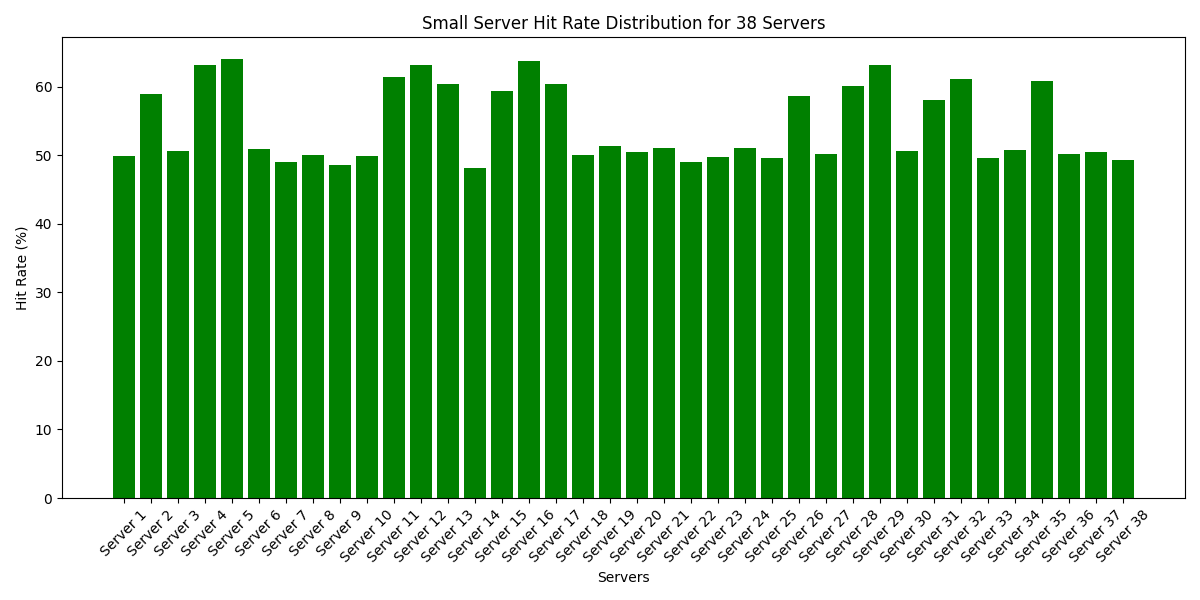 Small Server Hit Rate Distribution for 38 Servers
Hit Rate (%)
60
50
40
30
20
10
0
Server 1
Server 2
Server 3
Server 4
Server 5
Server 6
Server 7
Server 8
Server 9
Server 10
Server 11
Server 12
Server 13
Server 14
Server 15
Server 16
Server 17
Server 18
Server 19
Server 20
Server 21
Server 22
Server 23
Server 24
Server 25
Server 26
Server 27
Server 28
Server 29
Server 30
Server 31
Server 32
Server 33
Server 34
Server 35
Server 36
Server 37
Server 38
Servers